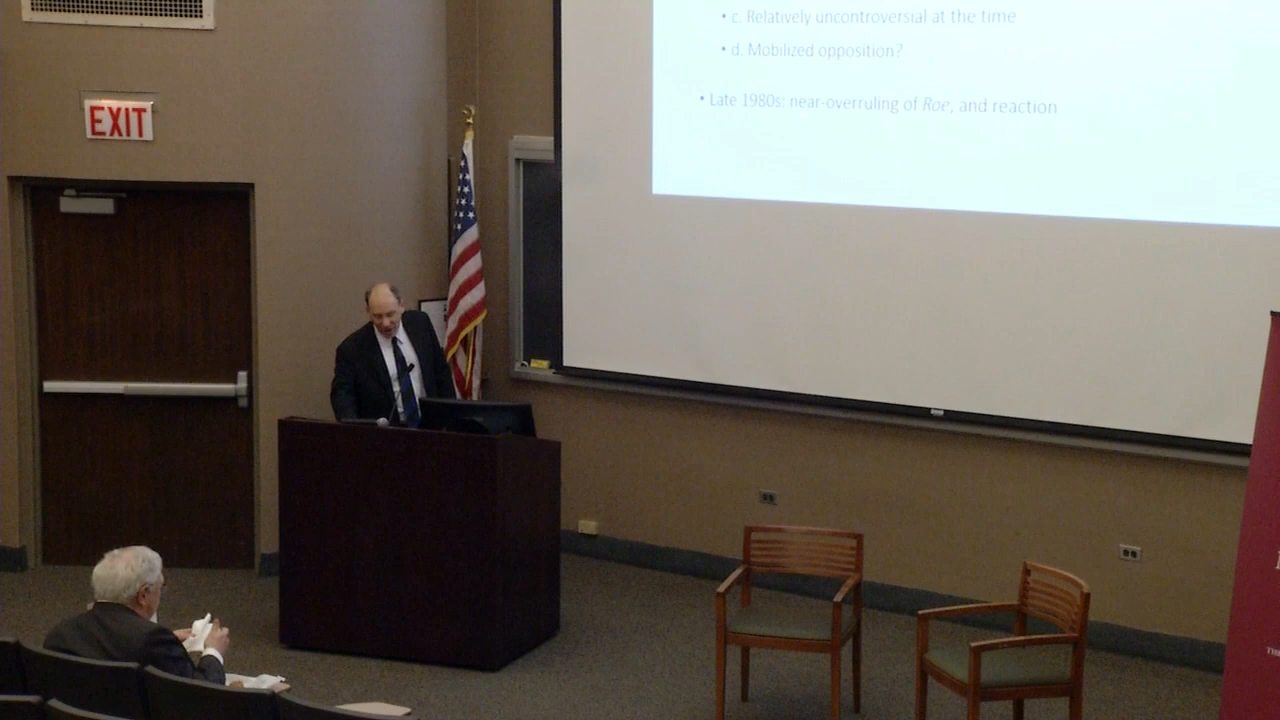 • c. Relatively uncontroversial at the time
• d. Mobilized opposition?
• Late 1980s: near-overruling of Roe, and reaction
EXIT